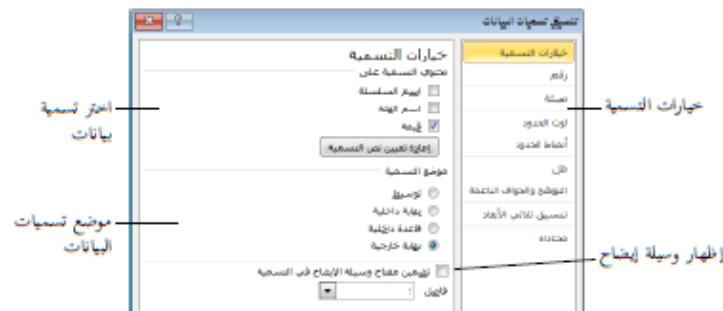 تنسيق تسميات البيانات
خيارات التسمية
رقم
تعبئة
لون الحدود
أنماط الحدود
ظل
التوهج والحواف الناعمة
تنسيق ثلاثي الأبعاد
محاذاة
خيارات التسمية
تحتوي التسمية على
اسم السلسلة
اسم الفئة
قيمة
إعادة تعيين نص التسمية
موضع التسمية
توسيط
نهاية داخلية
قاعدة داخلية
نهاية خارجية
تضمين مفتاح وسيلة الإيضاح في التسمية
فاصل
;
خيارات التسمية
إظهار وسيلة إيضاح
اختر تسمية
بيانات
موضع تسميات
البيانات